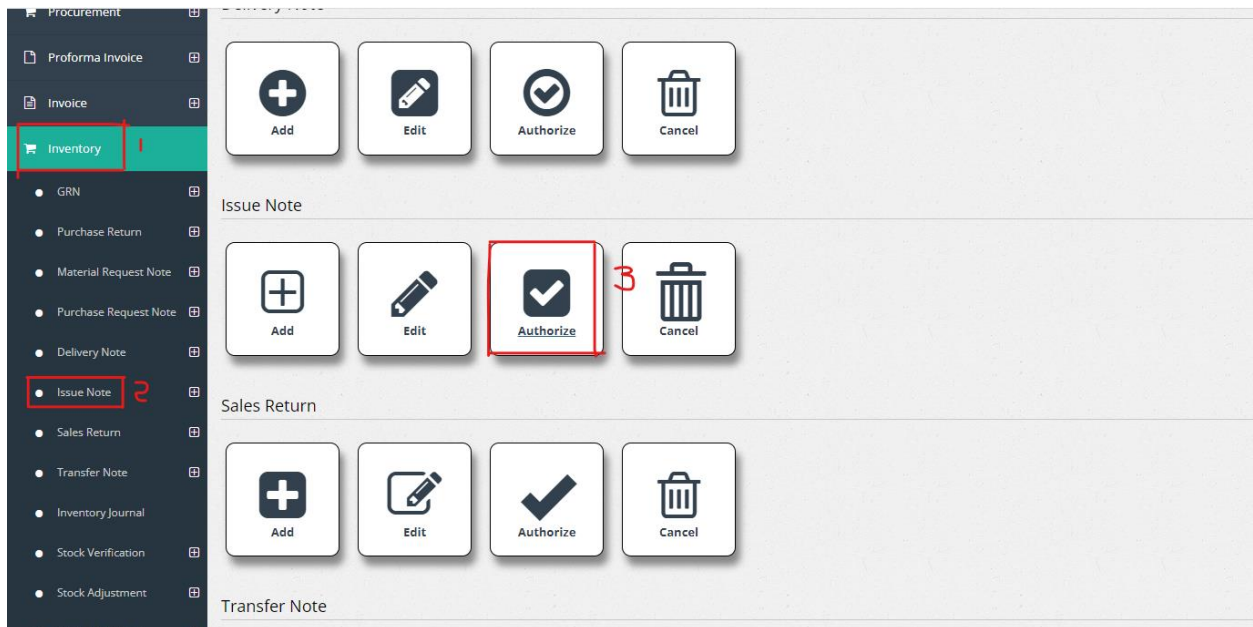 Procurement
Proforma Invoice
Invoice
Inventory 1
GRN
Purchase Return
Material Request Note
Purchase Request Note
Delivery Note
Issue Note 2
Sales Return
Transfer Note
Inventory Journal
Stock Verification
Stock Adjustment
Delivery Note
Add Edit Authorize Cancel
Issue Note
3
Add Edit Authorize Cancel
Sales Return
Add Edit Authorize Cancel
Transfer Note